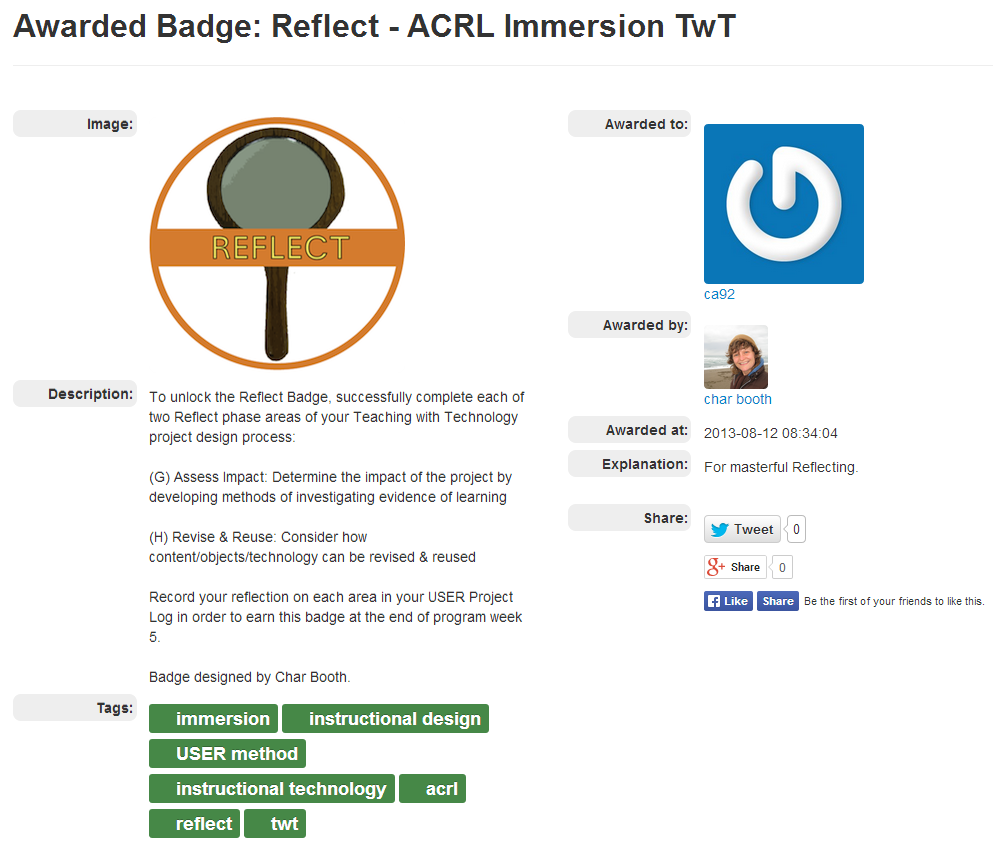 Awarded Badge: Reflect - ACRL Immersion TwT
Image:
REFLECT
Description:
To unlock the Reflect Badge, successfully complete each of
two Reflect phase areas of your Teaching with Technology
project design process:
(G) Assess Impact: Determine the impact of the project by
developing methods of investigating evidence of learning
(H) Revise & Reuse: Consider how
content/objects/technology can be revised & reused
Record your reflection on each area in your USER Project
Log in order to earn this badge at the end of program week
5.
Badge designed by Char Booth.
Tags:
immersion instructional design
USER method
instructional technology acrl
reflect twt
Awarded to:
ca92
Awarded by:
char booth
Awarded at: 2013-08-12 08:34:04
Explanation: For masterful Reflecting.
Share:
Tweet 0
g+ Share 0
f Like Share Be the first of your friends to like this.